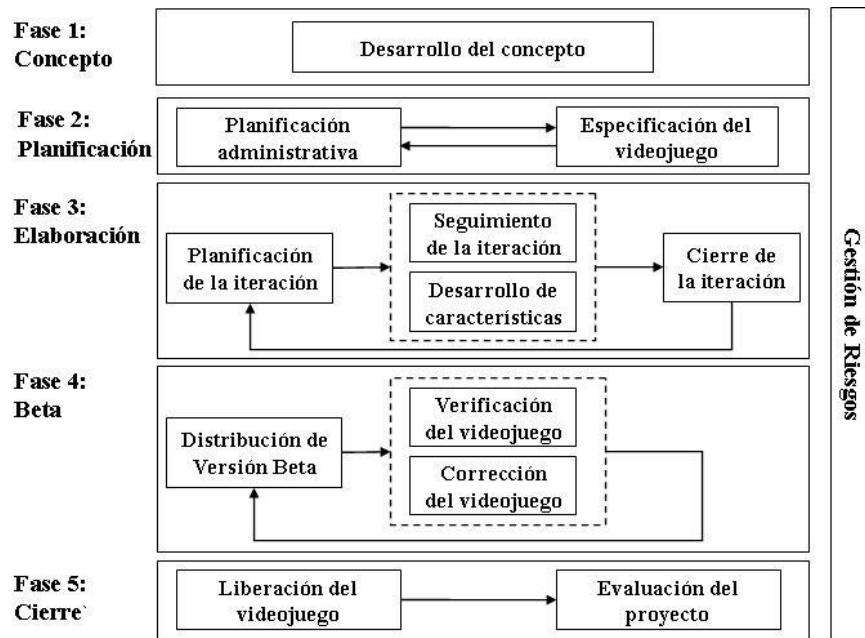 Fase 1:
Concepto
Desarrollo del concepto
Fase 2:
Planificación
Planificación
administrativa
Especificación del
videojuego
Fase 3:
Elaboración
Planificación
de la iteración
Seguimiento
de la iteración
Desarrollo de
características
Cierre de
la iteración
Fase 4:
Beta
Distribución de
Versión Beta
Verificación
del videojuego
Corrección
del videojuego
Fase 5:
Cierre`
Liberación del
videojuego
Evaluación del
proyecto
Gestión de Riesgos